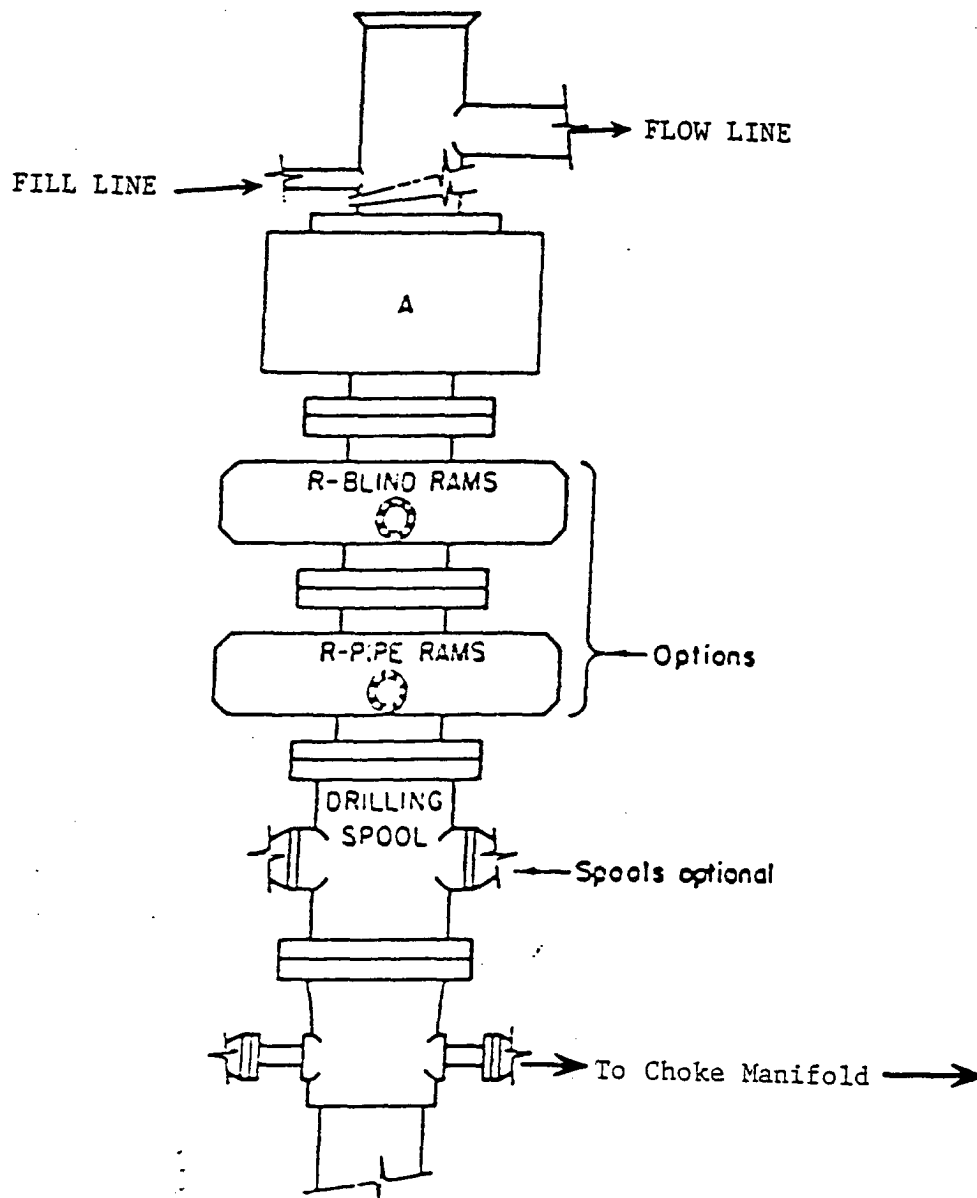 FLOW LINE
FILL LINE
A
R-BLIND RAMS
R-PIPE RAMS
Options
DRILLING
SPOOL
Spools optional
To Choke Manifold